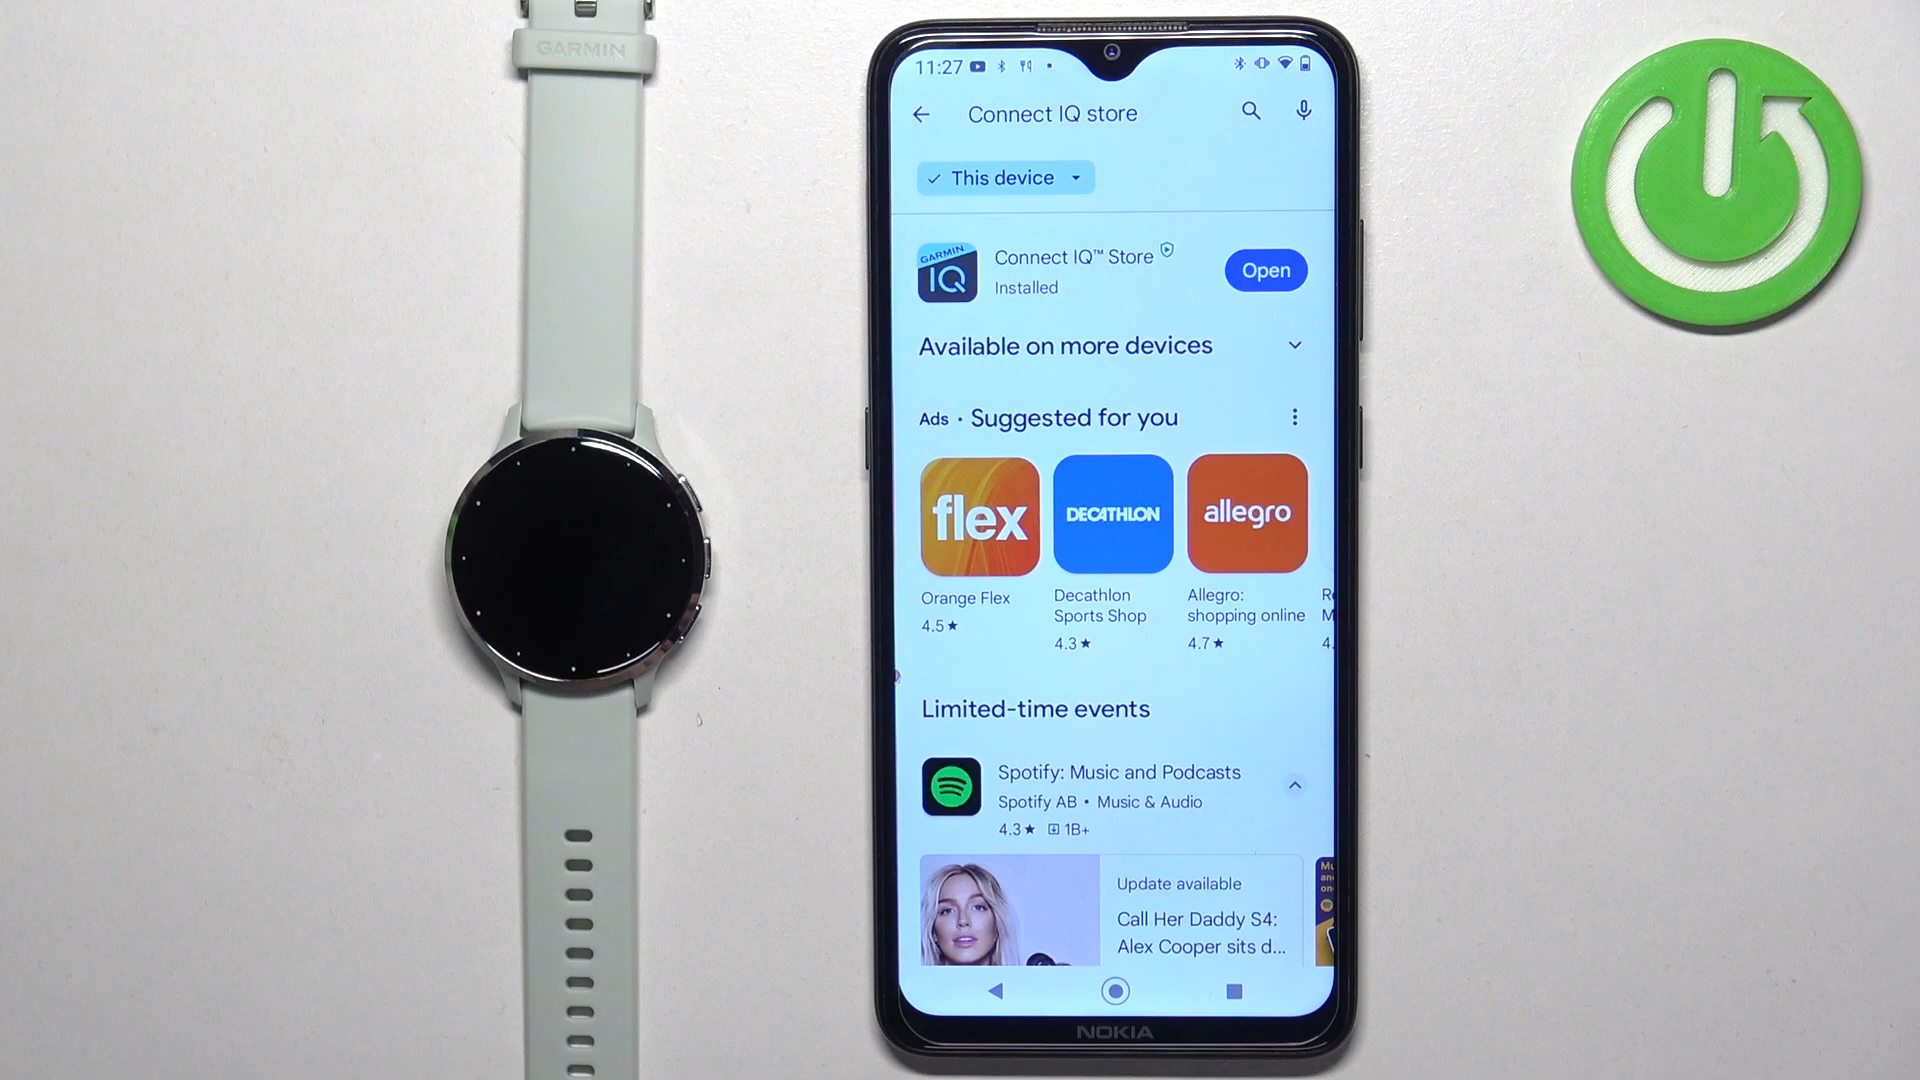 GARMIN
11:27
Connect IQ store
This device
GARMIN
IQ
Connect IQ™ Store
Installed
Open
Available on more devices
Ads • Suggested for you
flex
DECATHLON
allegro
Orange Flex
4.5★
Decathlon
Sports Shop
4.3★
Allegro:
shopping online
4.7★
4.
Limited-time events
Spotify: Music and Podcasts
Spotify AB • Music & Audio
4.3★ 1B+
Update available
Call Her Daddy S4:
Alex Cooper sits d...
NOKIA